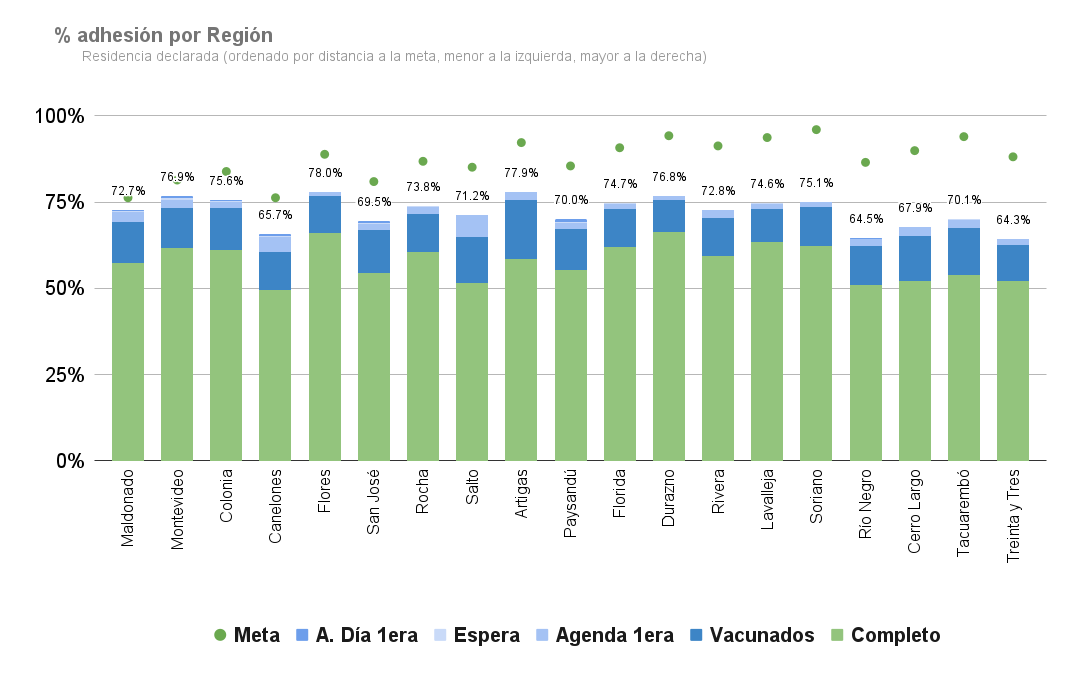 % adhesión por Región
Residencia declarada (ordenado por distancia a la meta, menor a la izquierda, mayor a la derecha)
100%
75%
50%
25%
0%
72.7%
76.9%
75.6%
65.7%
78.0%
69.5%
73.8%
71.2%
77.9%
70.0%
74.7%
76.8%
72.8%
74.6%
75.1%
64.5%
67.9%
70.1%
64.3%
Maldonado
Montevideo
Colonia
Canelones
Flores
San José
Rocha
Salto
Artigas
Paysandú
Florida
Durazno
Rivera
Lavalleja
Soriano
Río Negro
Cerro Largo
Tacuarembó
Treinta y Tres
Meta A. Día 1era Espera Agenda 1era Vacunados Completo